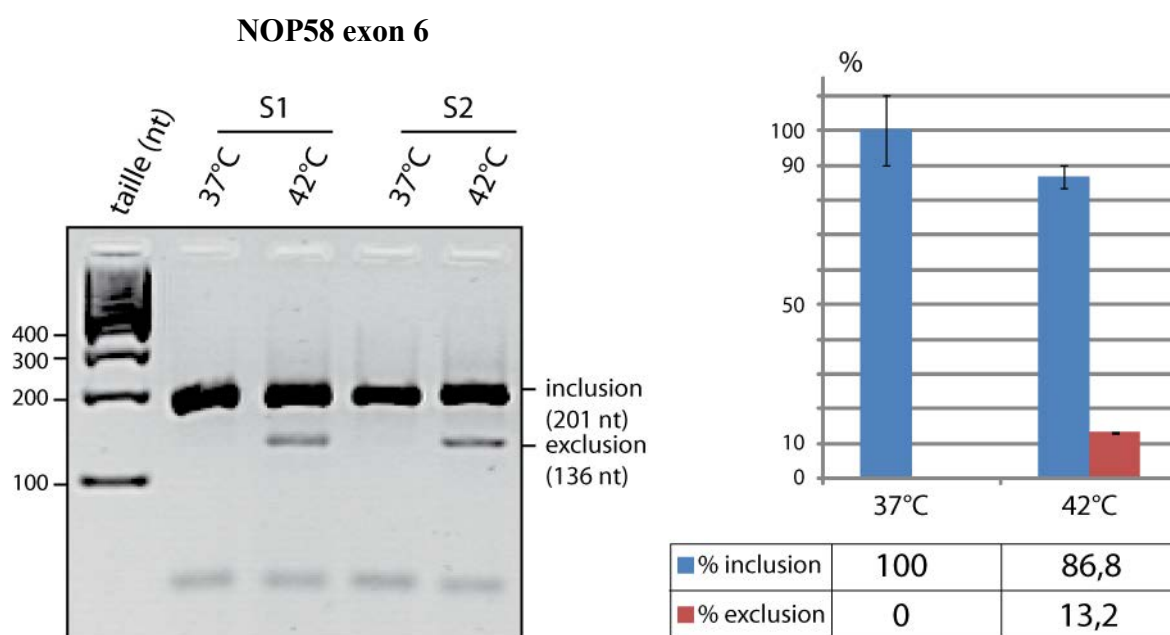 NOP58 exon 6
S1 S2
taille (nt) 37°C 42°C 37°C 42°C
400
300
200
100
inclusion
(201 nt)
exclusion
(136 nt)
%
100
90
50
10
0
37°C 42°C
% inclusion 100 86,8
% exclusion 0 13,2